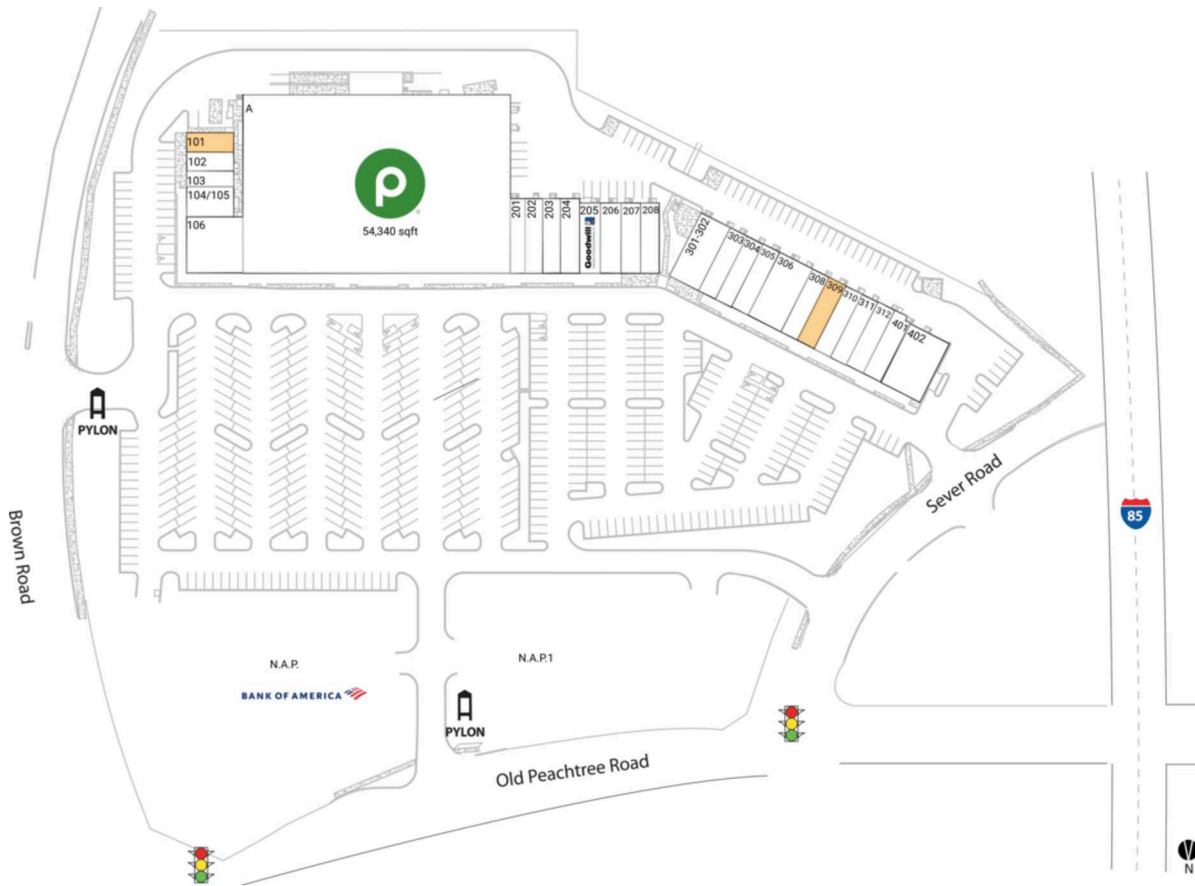 A
101
102
103
104/105
106
54,340 sqft
201
202
203
204
205
Goodwill
206
207
208
301-302
303
304
305
306
308
309
310
311
312
401
402
PYLON
Brown Road
Sever Road
85
N.A.P.
BANK OF AMERICA
N.A.P.1
PYLON
Old Peachtree Road
N